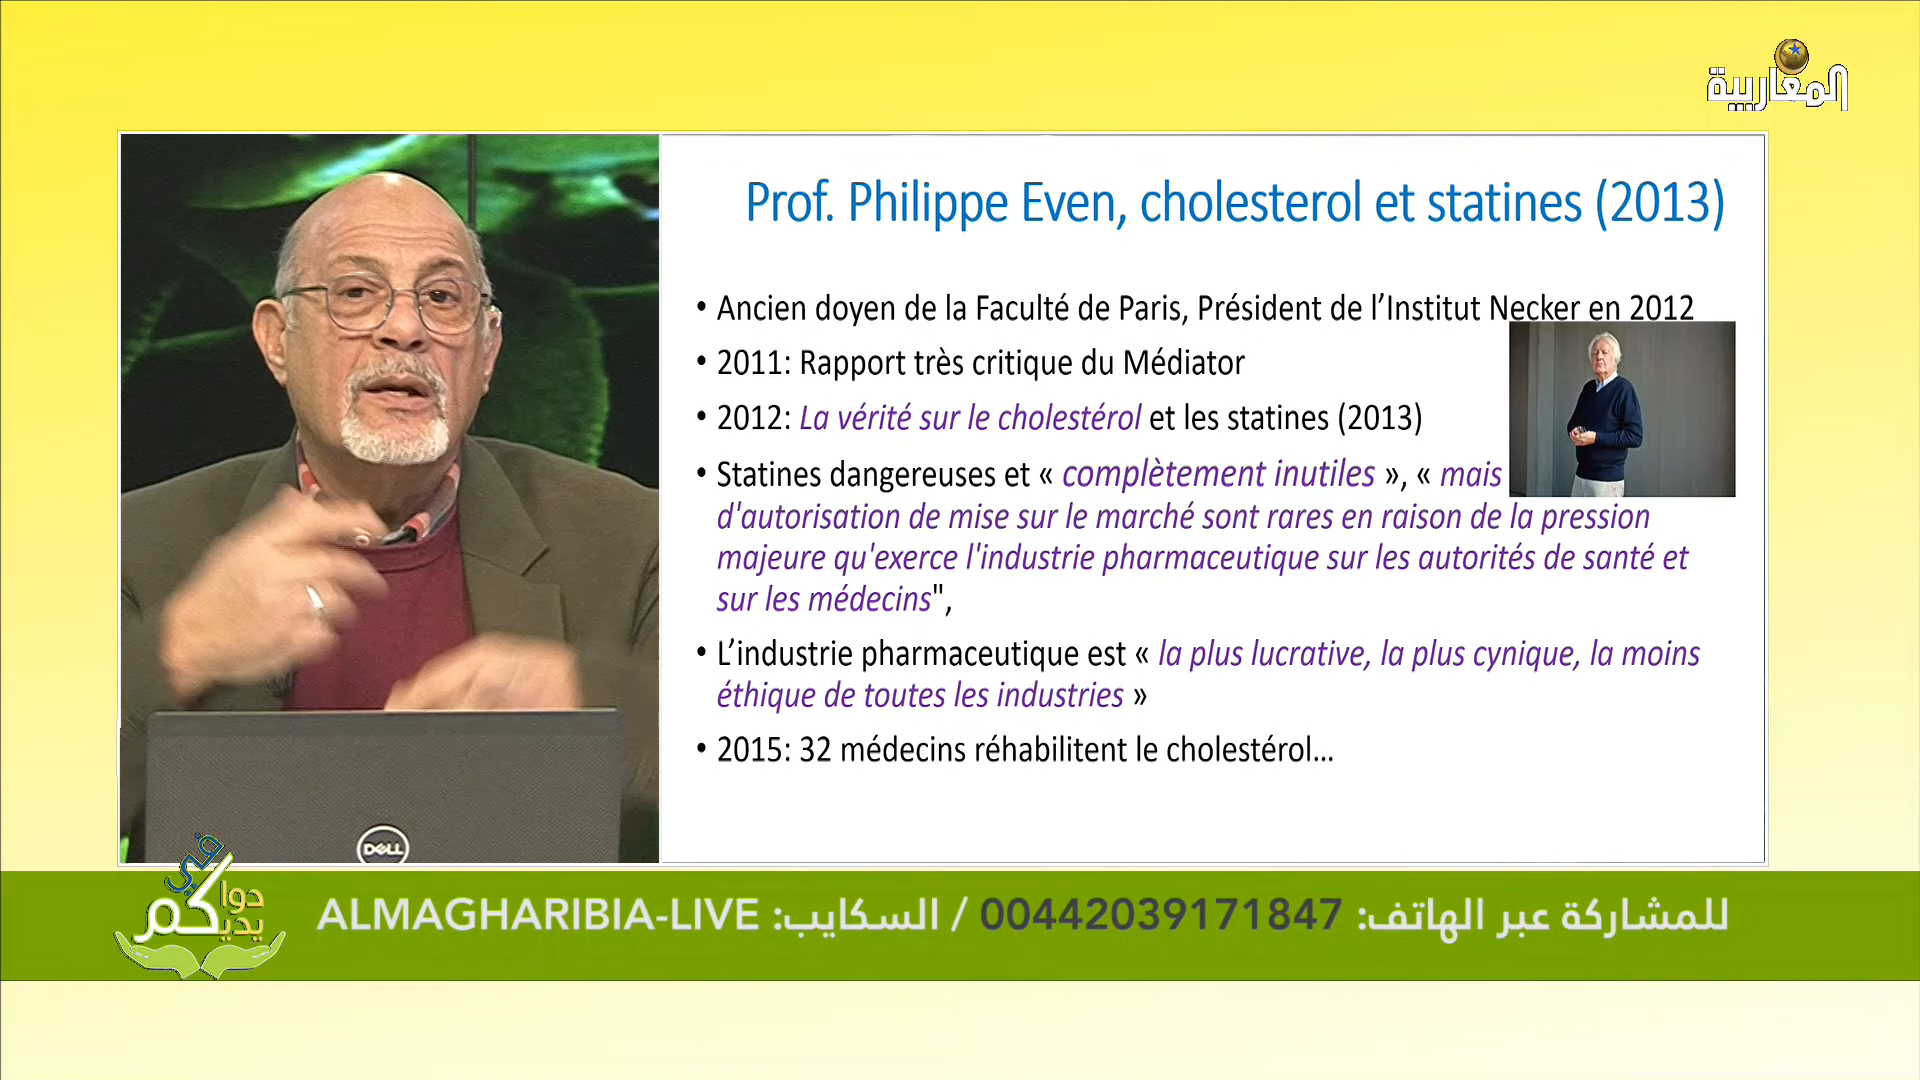 المغاربية
Prof. Philippe Even, cholesterol et statines (2013)
• Ancien doyen de la Faculté de Paris, Président de l’Institut Necker en 2012
• 2011: Rapport très critique du Médiator
• 2012: La vérité sur le cholestérol et les statines (2013)
• Statines dangereuses et « complètement inutiles », « mais
d'autorisation de mise sur le marché sont rares en raison de la pression
majeure qu'exerce l'industrie pharmaceutique sur les autorités de santé et
sur les médecins",
• L’industrie pharmaceutique est « la plus lucrative, la plus cynique, la moins
éthique de toutes les industries »
• 2015: 32 médecins réhabilitent le cholestérol...
DELL
دواكم في يديكم
للمشاركة عبر الهاتف: 00442039171847 / السكايب: ALMAGHARIBIA-LIVE